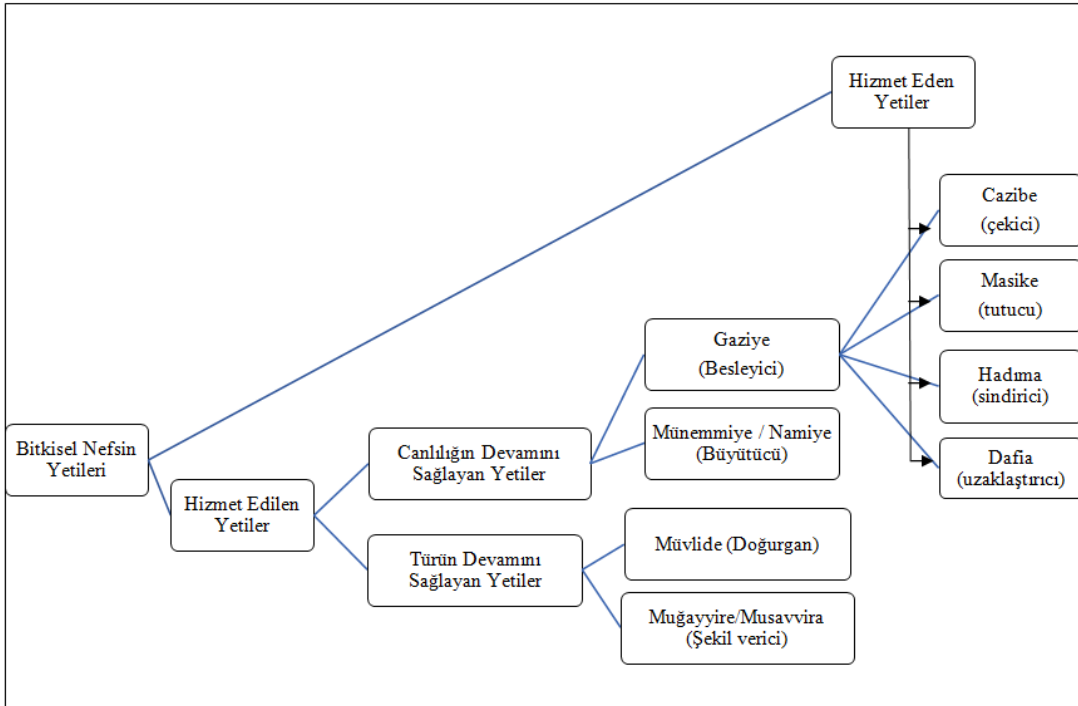 Hizmet Eden
Yetiler
Cazibe
(çekici)
Masike
(tutucu)
Gaziye
(Besleyici)
Hadıma
(sindirici)
Münemmiye / Namiye
(Büyütücü)
Dafia
(uzaklaştırıcı)
Bitkisel Nefsin
Yetileri
Canlılığın Devamını
Sağlayan Yetiler
Hizmet Edilen
Yetiler
Türün Devamını
Sağlayan Yetiler
Müvlide (Doğurgan)
Muğayyire/Musavvira
(Şekil verici)